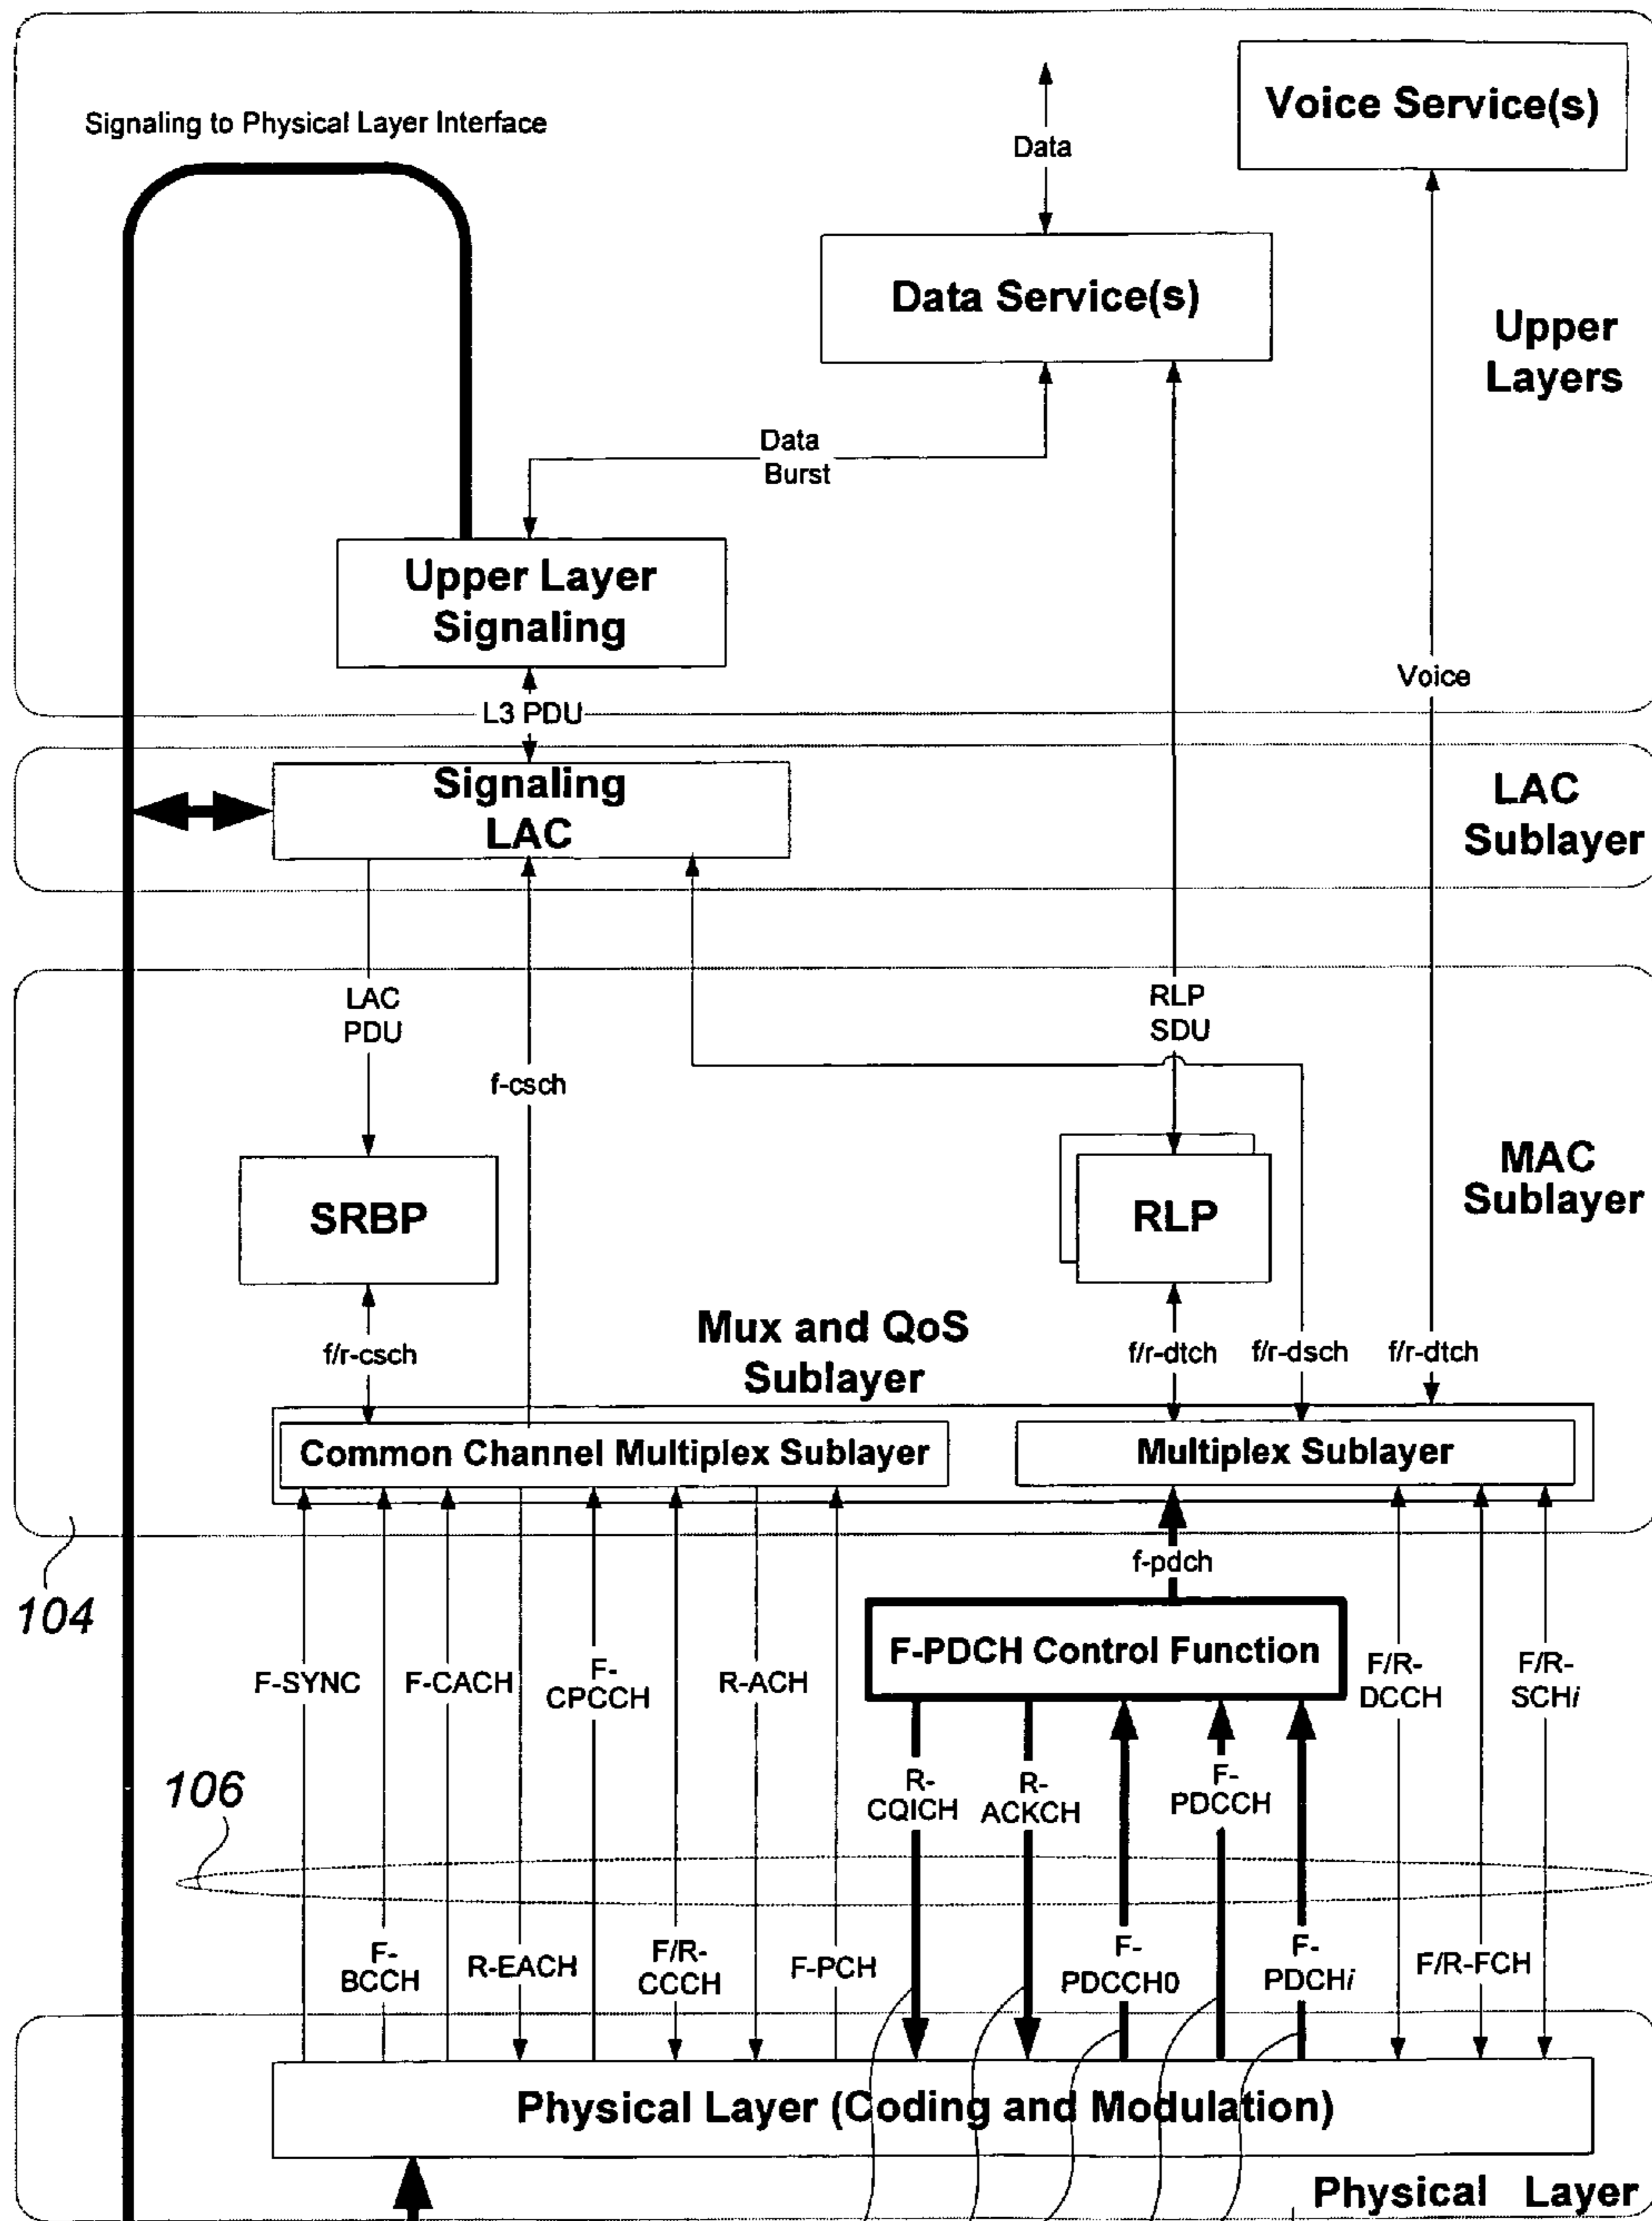 Voice Service(s)
Signaling to Physical Layer Interface
Data
Data Service(s)
Upper
Layers
Data
Burst
Upper Layer
Signaling
Voice
L3 PDU
Signaling
LAC
LAC
Sublayer
LAC
PDU
RLP
SDU
f-csch
MAC
Sublayer
SRBP
RLP
Mux and QoS
Sublayer
f/r-csch
f/r-dtch
f/r-dsch
f/r-dtch
Common Channel Multiplex Sublayer
Multiplex Sublayer
f-pdch
104
F-PDCH Control Function
F-SYNC
F-CACH
F-
CPCCH
R-ACH
F/R-
DCCH
F/R-
SCHi
106
R-
CQICH
R-
ACKCH
F-
PDCCH
F-
BCCH
R-EACH
F/R-
CCCH
F-PCH
F-
PDCCH0
F-
PDCHi
F/R-FCH
Physical Layer (Coding and Modulation)
Physical Layer